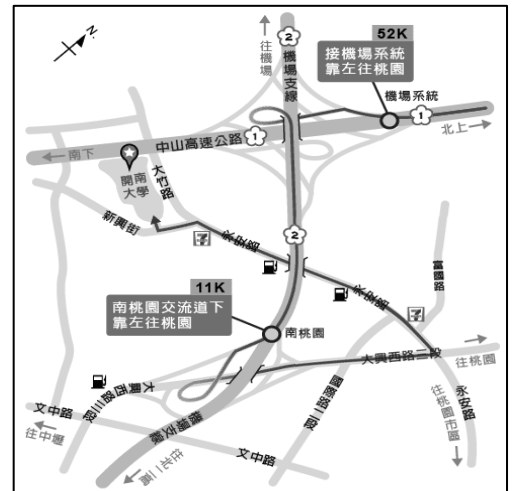 N.
2
往機場
機場支線
52K
接機場系統
靠左往桃園
機場系統
1
北上
中山高速公路
1
南下
開南
大學
大竹路
新興街
永安路
2
富國路
永安路
11K
南桃園交流道下
靠左往桃園
南桃園
大興西路二段
往桃園
大興西路三段
國際路二段
永安路
往桃園市區
文中路
往中壢
機場支線
往北二高
文中路